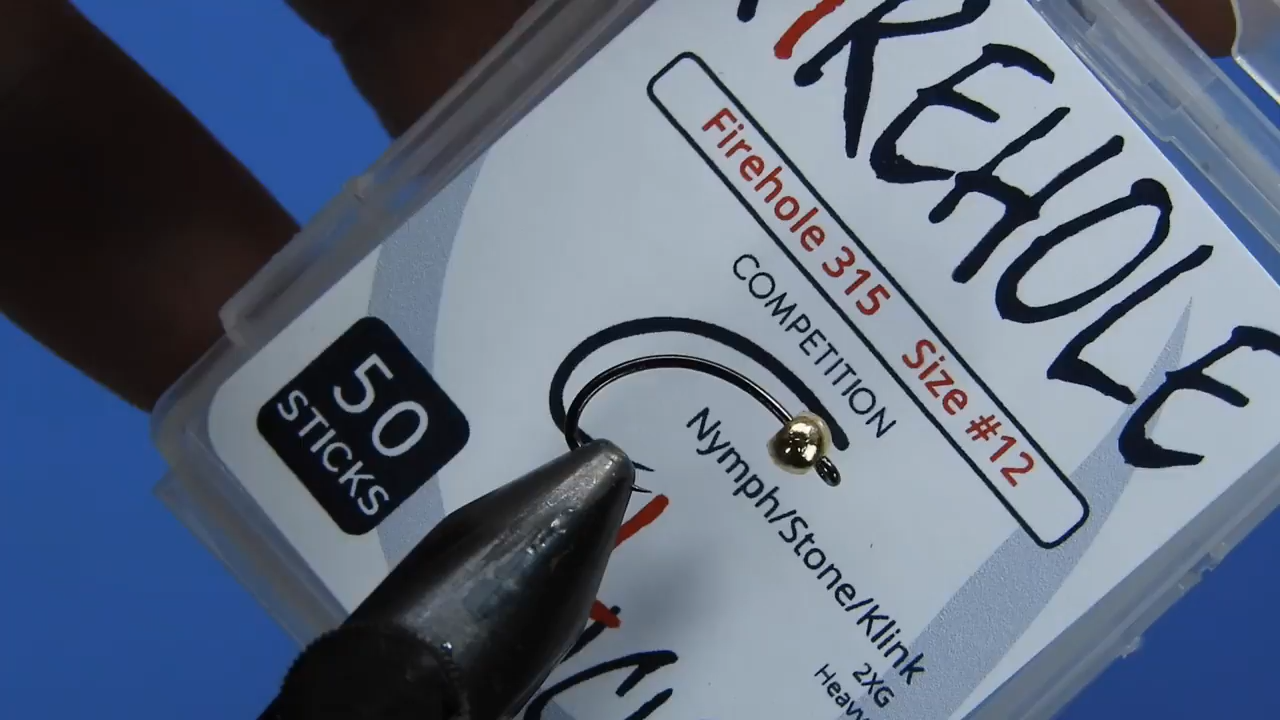 FIREHOLE
Firehole 315 Size #12
COMPETITION
Nymph/Stone/Klink
2XG
50
STICKS